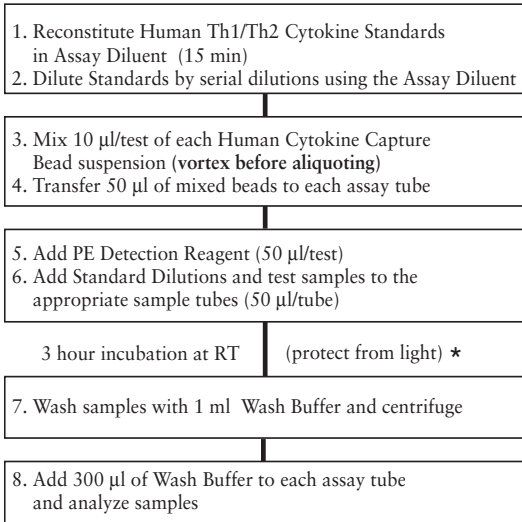 1. Reconstitute Human Th1/Th2 Cytokine Standards
in Assay Diluent (15 min)
2. Dilute Standards by serial dilutions using the Assay Diluent
3. Mix 10 μl/test of each Human Cytokine Capture
Bead suspension (vortex before aliquoting)
4. Transfer 50 μl of mixed beads to each assay tube
5. Add PE Detection Reagent (50 μl/test)
6. Add Standard Dilutions and test samples to the
appropriate sample tubes (50 μl/tube)
3 hour incubation at RT (protect from light) *
7. Wash samples with 1 ml Wash Buffer and centrifuge
8. Add 300 μl of Wash Buffer to each assay tube
and analyze samples